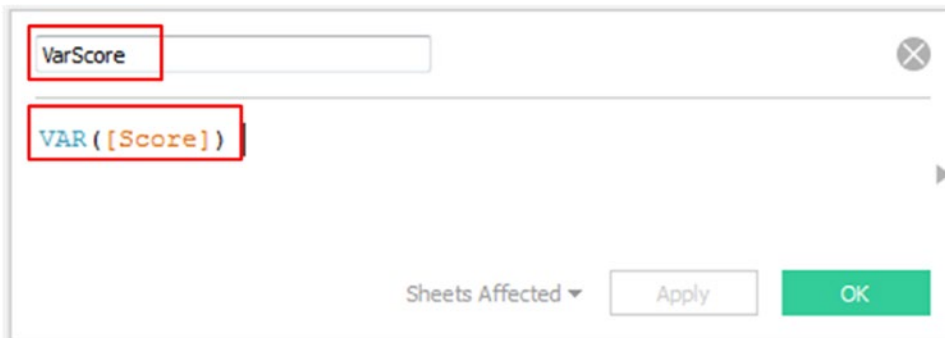 VarScore
VAR([Score])
Sheets Affected
Apply
OK